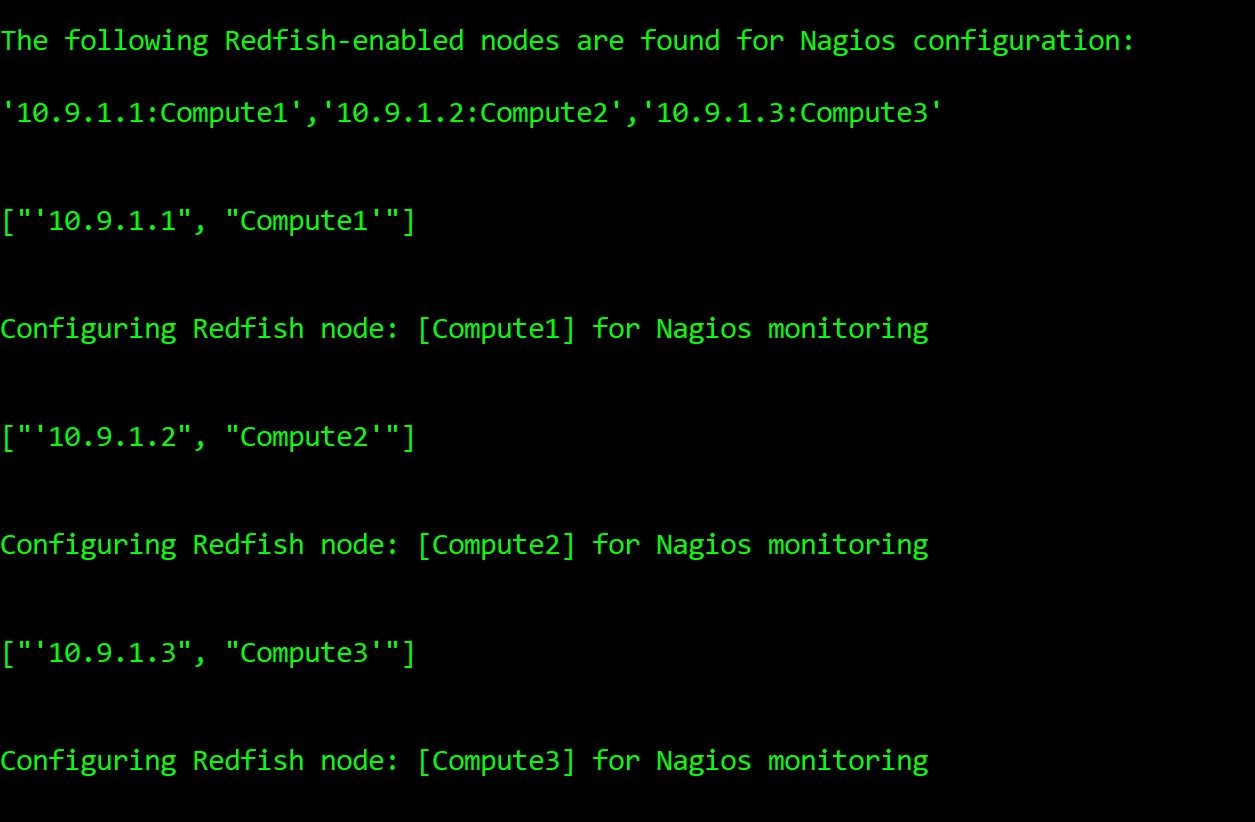 The following Redfish-enabled nodes are found for Nagios configuration:
'10.9.1.1:Compute1','10.9.1.2:Compute2','10.9.1.3:Compute3'
["'10.9.1.1", "Compute1'"]
Configuring Redfish node: [Compute1] for Nagios monitoring
["'10.9.1.2", "Compute2'"]
Configuring Redfish node: [Compute2] for Nagios monitoring
["'10.9.1.3", "Compute3'"]
Configuring Redfish node: [Compute3] for Nagios monitoring